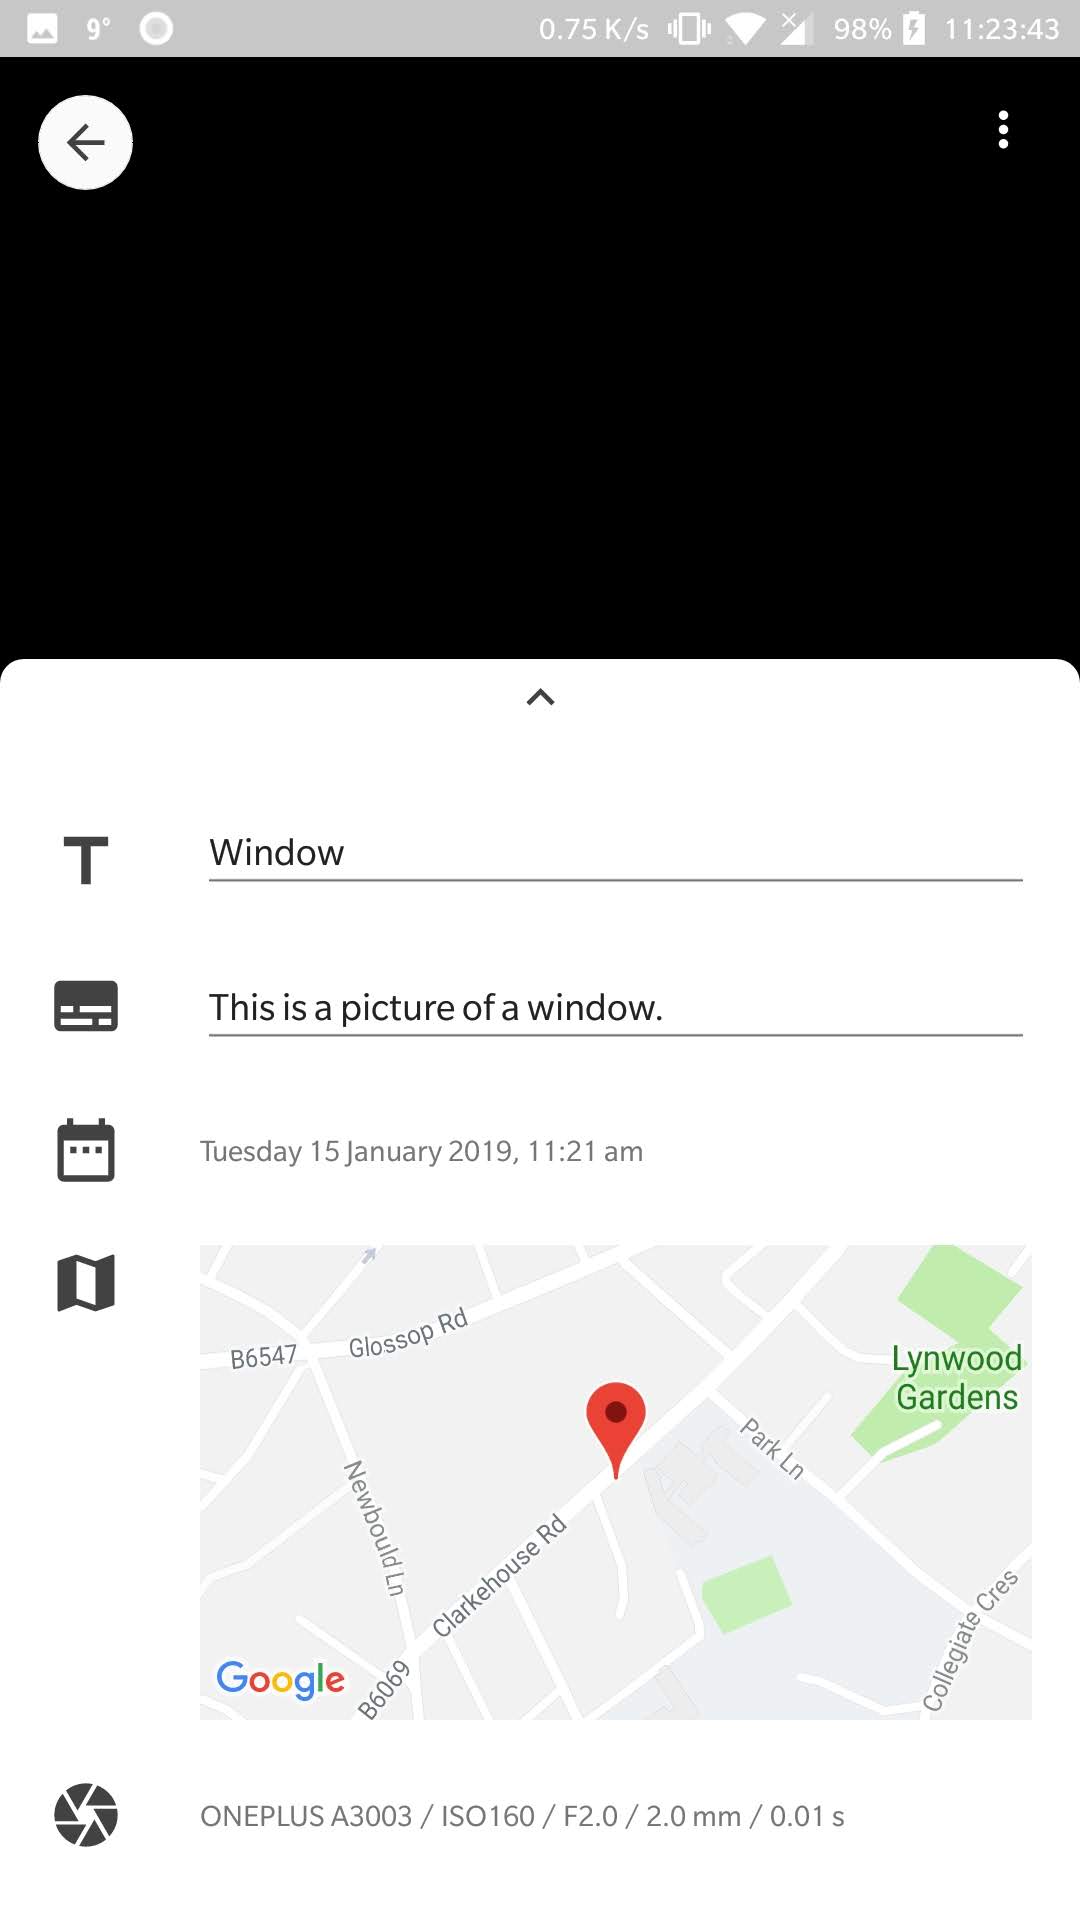 9° 0.75 K/s 98% 11:23:43
Window
This is a picture of a window.
Tuesday 15 January 2019, 11:21 am
Glossop Rd
B6547
Lynwood
Gardens
Park Ln
Newbould Ln
Clarkehouse Rd
Collegiate Cres
Google
B6069
ONEPLUS A3003 / ISO160 / F2.0 / 2.0 mm / 0.01 s